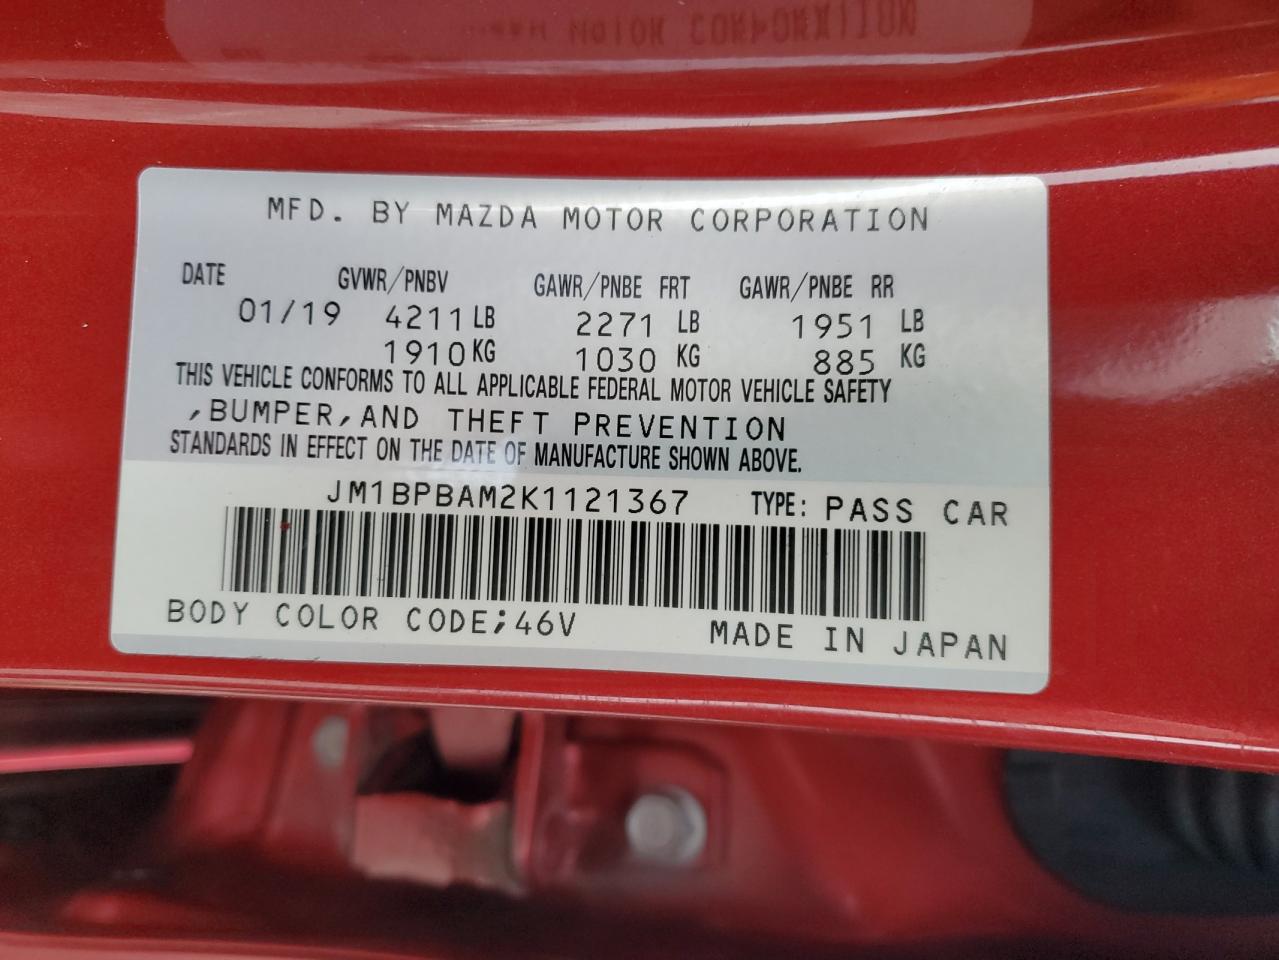 MFD. BY MAZDA MOTOR CORPORATION
DATE GVWR/PNBV GAWR/PNBE FRT GAWR/PNBE RR
01/19 4211 LB 2271 LB 1951 LB
1910 KG 1030 KG 885 KG
THIS VEHICLE CONFORMS TO ALL APPLICABLE FEDERAL MOTOR VEHICLE SAFETY
,BUMPER,AND THEFT PREVENTION
STANDARDS IN EFFECT ON THE DATE OF MANUFACTURE SHOWN ABOVE.
JM1BPBAM2K1121367 TYPE: PASS CAR
BODY COLOR CODE;46V MADE IN JAPAN